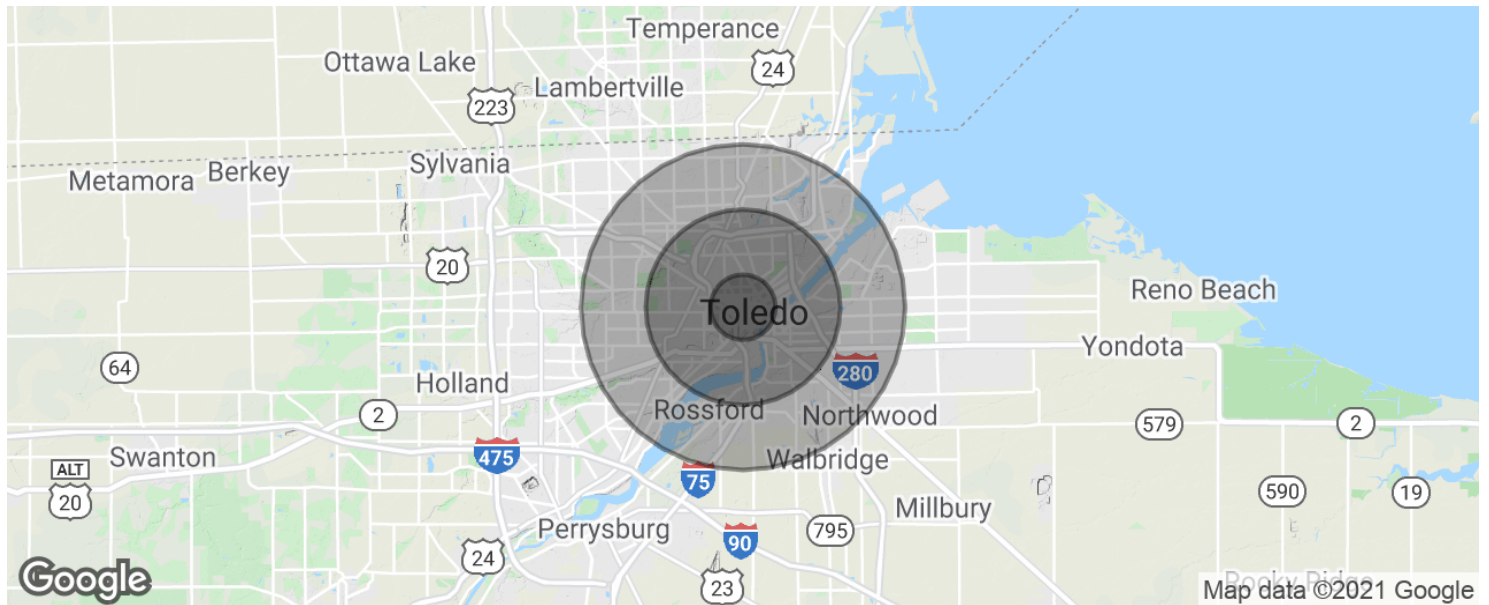 Temperance
Ottawa Lake
24
Lambertville
223
Sylvania
Berkey
Metamora
20
Reno Beach
Toledo
Yondota
64
280
Holland
Rossford
Northwood
2
579
2
Swanton
475
Walbridge
ALT
20
75
590
19
Millbury
Perrysburg
795
90
24
23
Google
Rocky Ridge
Map data ©2021 Google